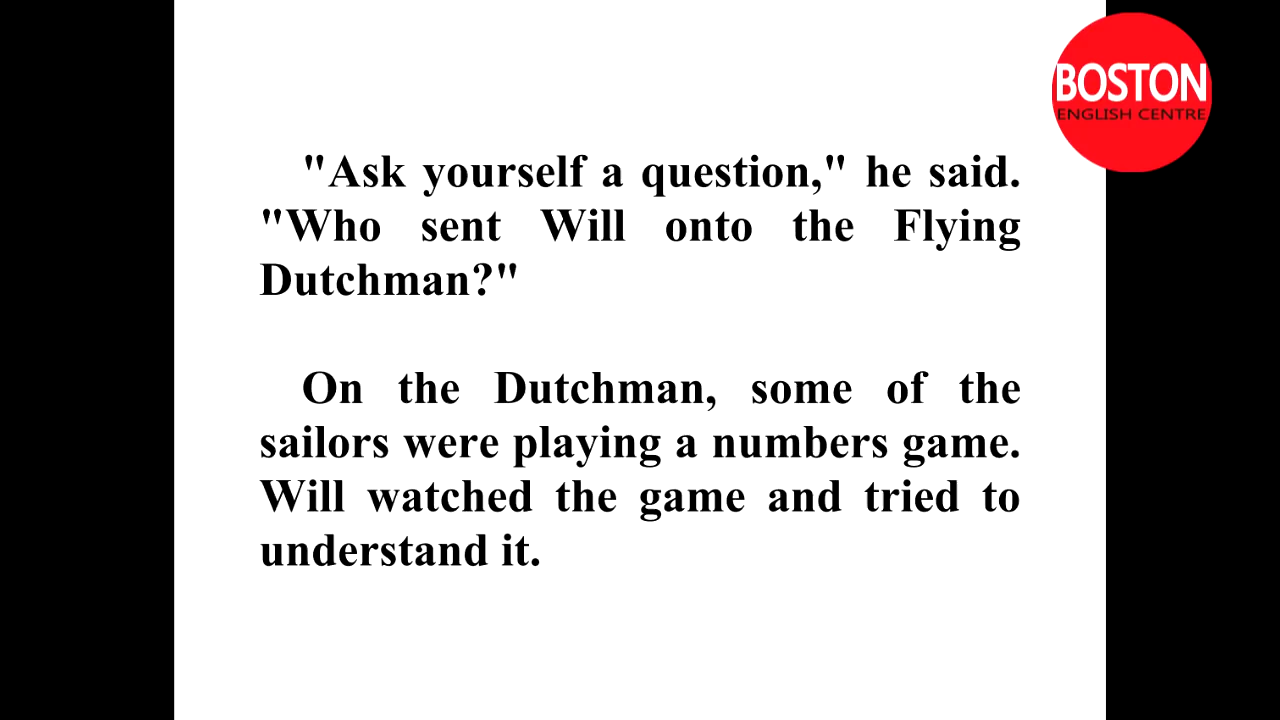 BOSTON
ENGLISH CENTRE
"Ask yourself a question," he said.
"Who sent Will onto the Flying
Dutchman?"
On the Dutchman, some of the
sailors were playing a numbers game.
Will watched the game and tried to
understand it.